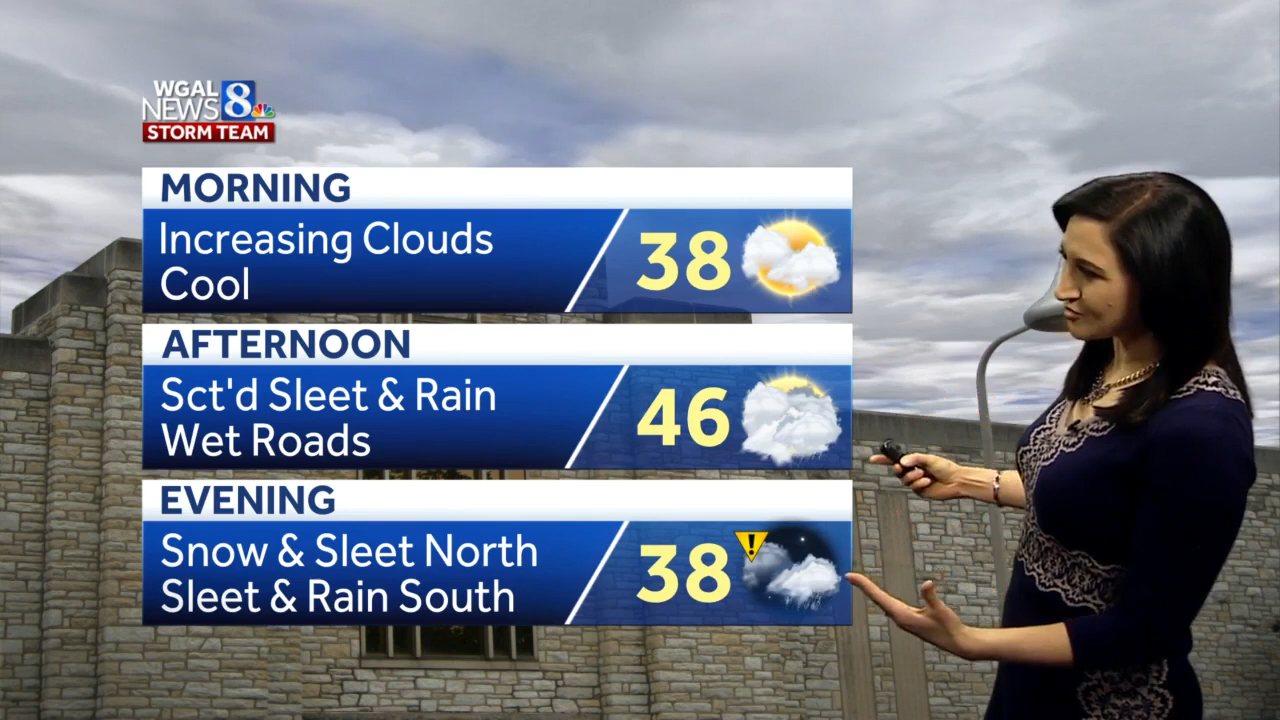 WGAL
NEWS 8
STORM TEAM
MORNING
Increasing Clouds
Cool
38
AFTERNOON
Sct'd Sleet & Rain
Wet Roads
46
EVENING
Snow & Sleet North
Sleet & Rain South
38
!